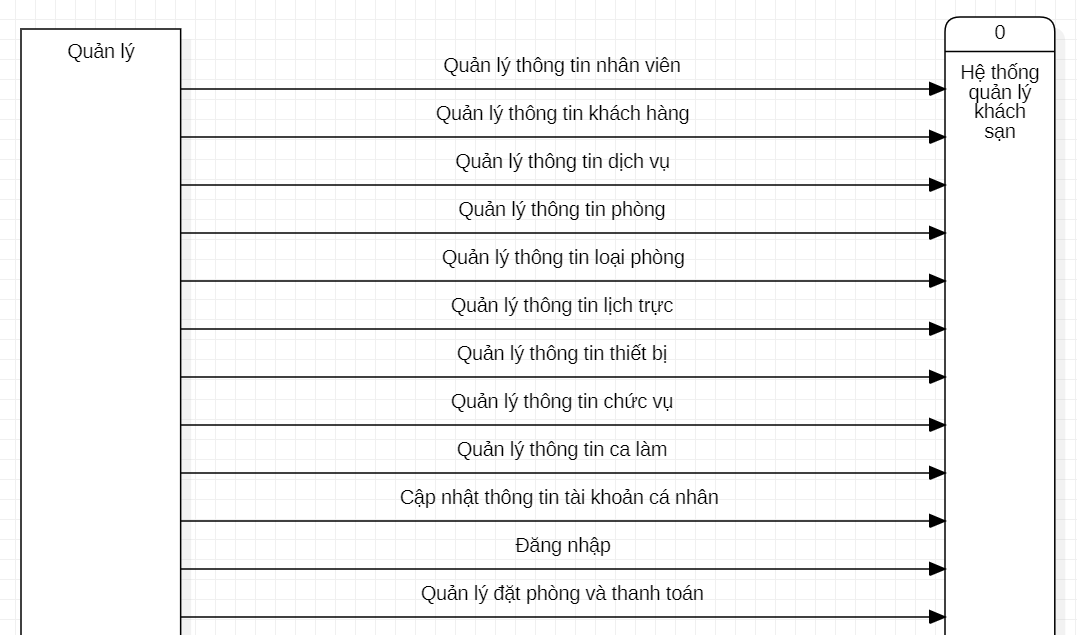 Quản lý
0
Hệ thống
quản lý
khách
sạn
Quản lý thông tin nhân viên
Quản lý thông tin khách hàng
Quản lý thông tin dịch vụ
Quản lý thông tin phòng
Quản lý thông tin loại phòng
Quản lý thông tin lịch trực
Quản lý thông tin thiết bị
Quản lý thông tin chức vụ
Quản lý thông tin ca làm
Cập nhật thông tin tài khoản cá nhân
Đăng nhập
Quản lý đặt phòng và thanh toán